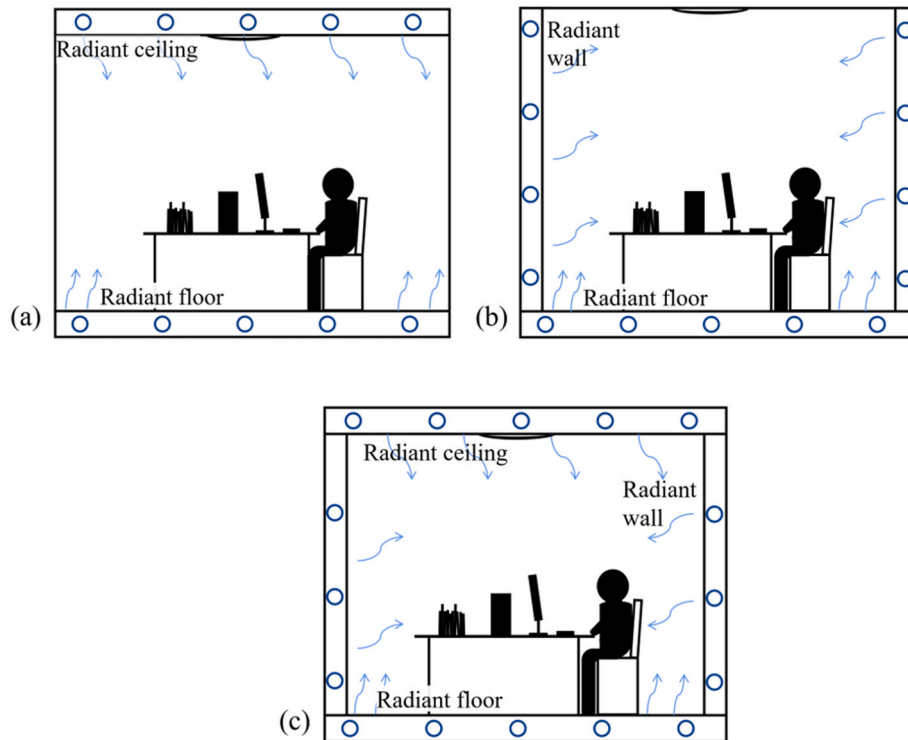 Radiant ceiling
Radiant floor
(a)
Radiant
wall
Radiant floor
(b)
Radiant ceiling
Radiant
wall
Radiant floor
(c)